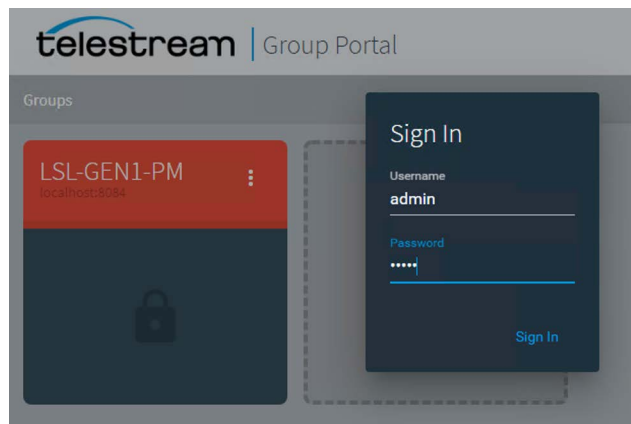 telestream | Group Portal
Groups
LSL-GEN1-PM
localhost:8084
Sign In
Username
admin
Password
•••••
Sign In